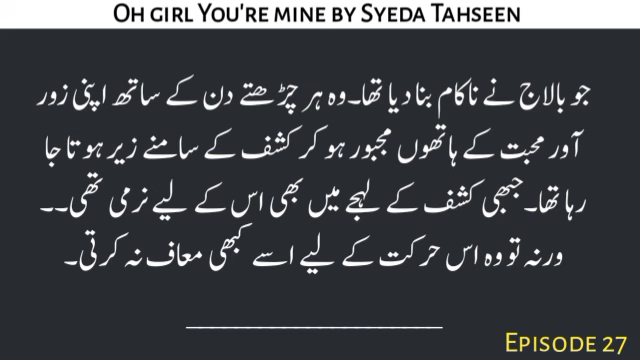 Oh girl You're mine by Syeda Tahseen
جو بالاج نے ناکام بنا دیا تھا۔وہ ہر چڑھتے دن کے ساتھ اپنی زور
آور محبت کے ہاتھوں مجبور ہو کر کشف کے سامنے زیر ہو تا جا
رہا تھا۔جبھی کشف کے لہجے میں بھی اس کے لیے نرمی تھی۔۔
ورنہ تو وہ اس حرکت کے لیے اسے کبھی معاف نہ کرتی۔
______________________
Episode 27